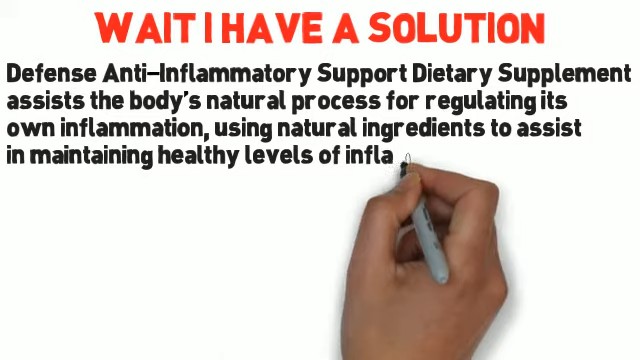 WAIT I HAVE A SOLUTION
Defense Anti-Inflammatory Support Dietary Supplement
assists the body's natural process for regulating its
own inflammation, using natural ingredients to assist
in maintaining healthy levels of infla